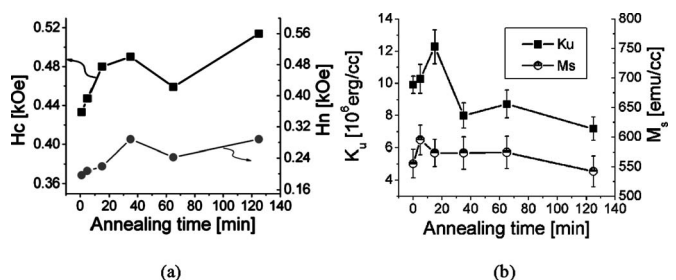 0.52
0.48
0.44
0.40
0.36
Hc [kOe]
0.56
0.48
0.40
0.32
0.24
0.16
Hn [kOe]
0 20 40 60 80 100 120 140
Annealing time [min]
(a)
14
12
10
8
6
4
2
K_u [10^6 erg/cc]
Ku
Ms
800
750
700
650
600
550
500
M_s [emu/cc]
0 20 40 60 80 100 120 140
Annealing time [min]
(b)